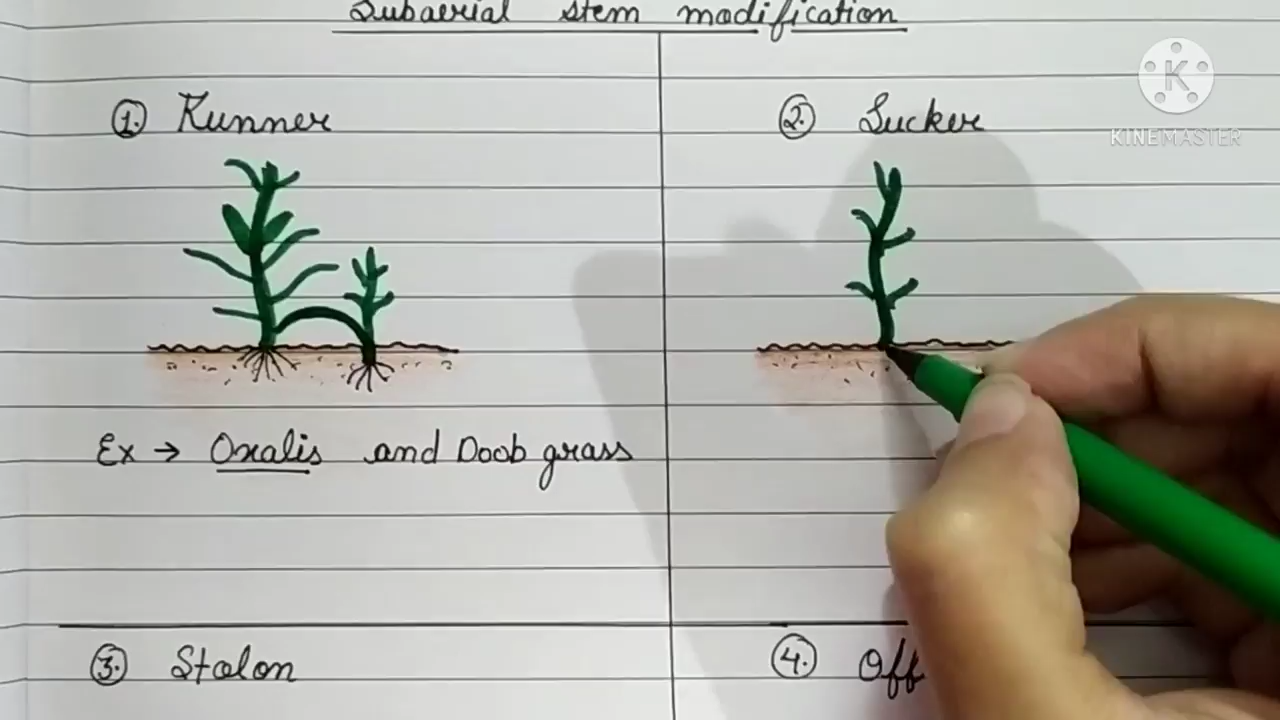 Subaerial stem modification
1. Runner
2. Sucker
KINEMASTER
Ex → Oxalis and Doob grass
3. Stolon
4. Off